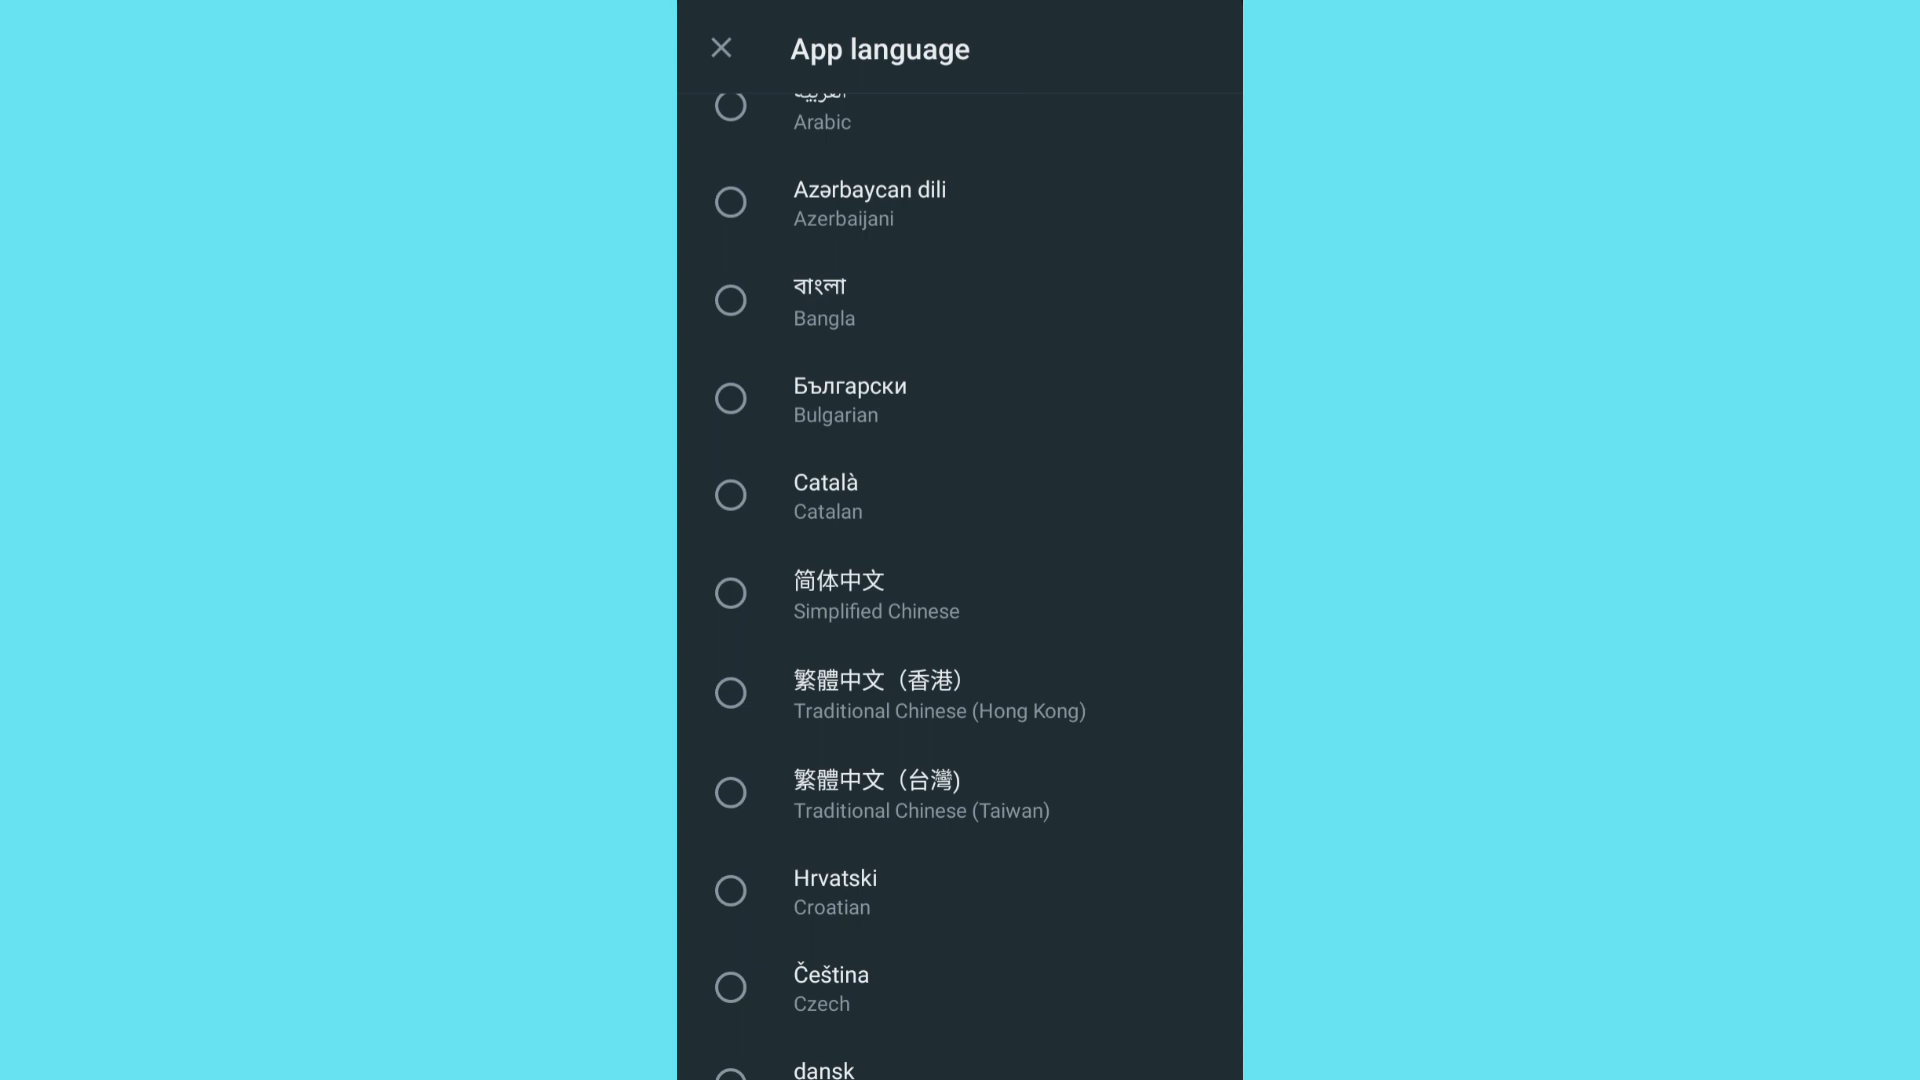 App language
Arabic
Azərbaycan dili
Azerbaijani
বাংলা
Bangla
Български
Bulgarian
Català
Catalan
简体中文
Simplified Chinese
繁體中文（香港）
Traditional Chinese (Hong Kong)
繁體中文（台灣)
Traditional Chinese (Taiwan)
Hrvatski
Croatian
Čeština
Czech
dansk